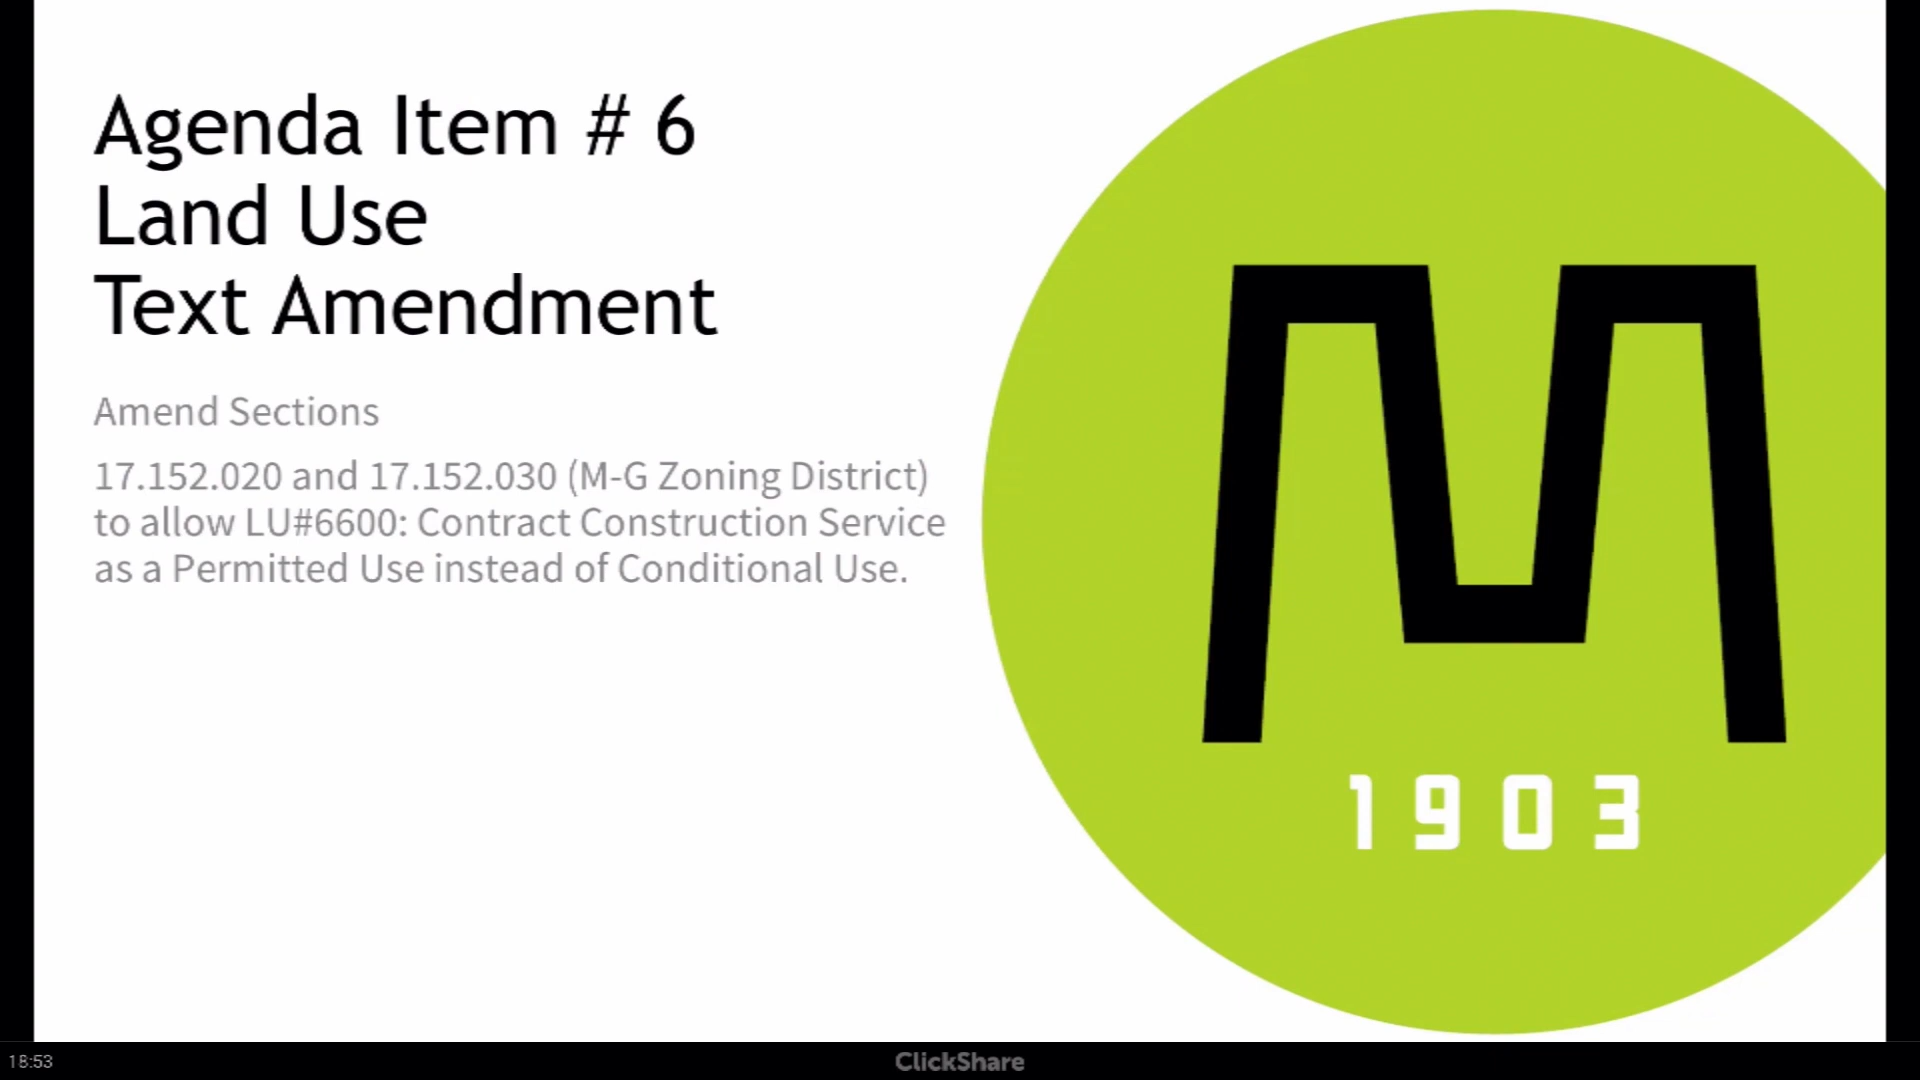 Agenda Item # 6
Land Use
Text Amendment
Amend Sections
17.152.020 and 17.152.030 (M-G Zoning District)
to allow LU#6600: Contract Construction Service
as a Permitted Use instead of Conditional Use.
M
1903
18:53
ClickShare